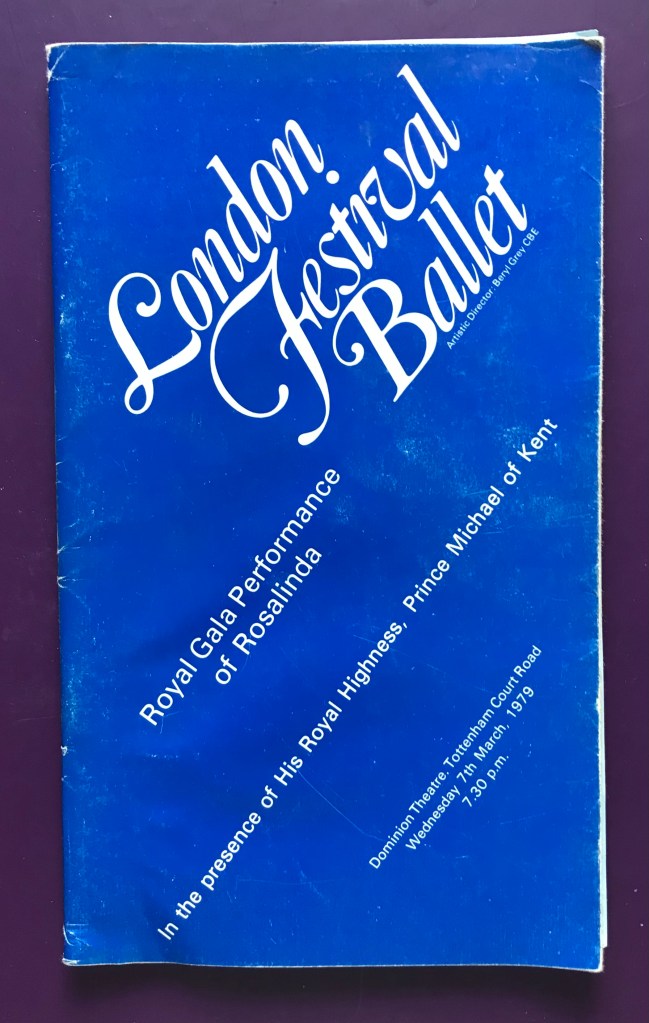 London
Festival
Ballet
Artistic Director: Beryl Grey CBE
Royal Gala Performance
of Rosalinda
In the presence of His Royal Highness, Prince Michael of Kent
Dominion Theatre, Tottenham Court Road
Wednesday 7th March, 1979
7.30 p.m.